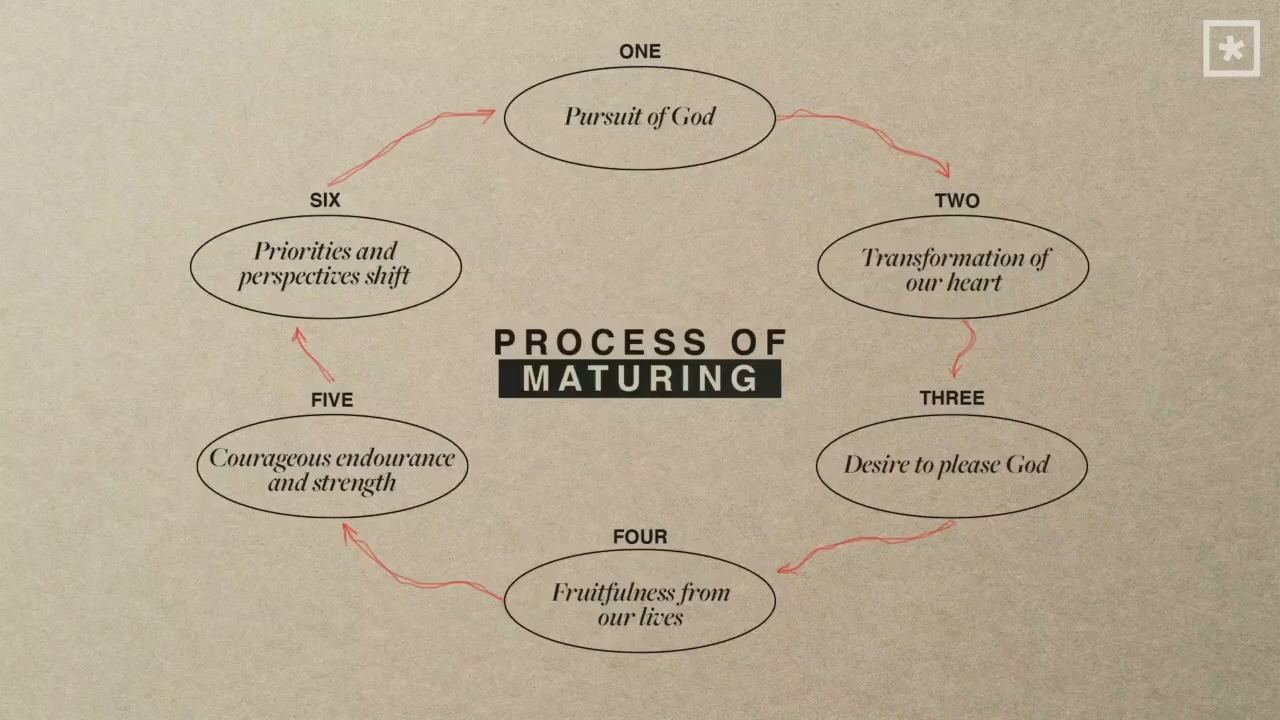 ONE
Pursuit of God
TWO
Transformation of
our heart
THREE
Desire to please God
FOUR
Fruitfulness from
our lives
FIVE
Courageous endourance
and strength
SIX
Priorities and
perspectives shift
PROCESS OF
MATURING